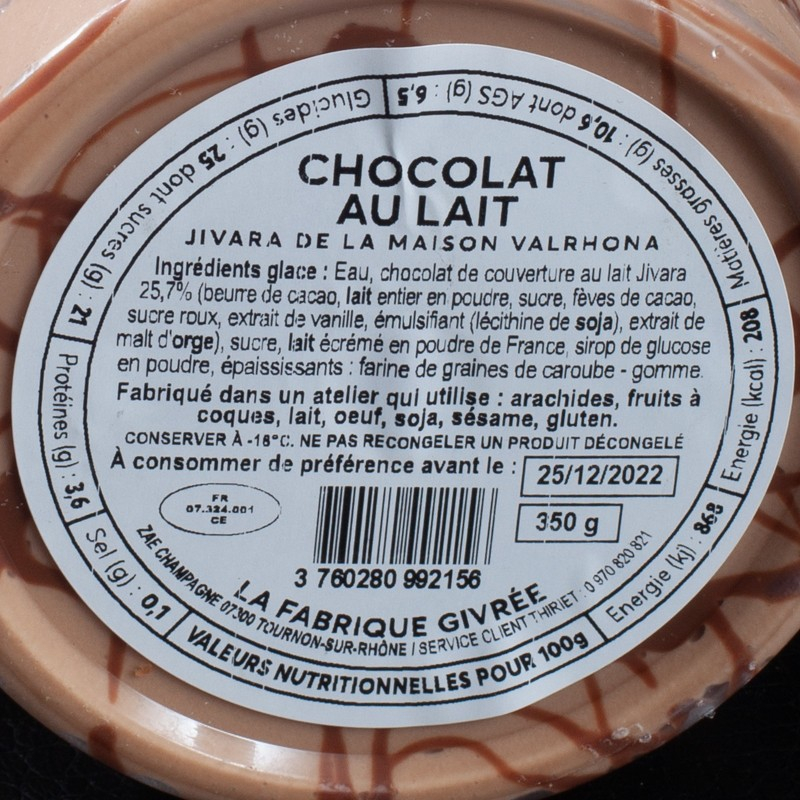 CHOCOLAT
AU LAIT
JIVARA DE LA MAISON VALRHONA
Ingrédients glace : Eau, chocolat de couverture au lait Jivara
25,7% (beurre de cacao, lait entier en poudre, sucre, fèves de cacao,
sucre roux, extrait de vanille, émulsifiant (lécithine de soja), extrait de
malt d'orge), sucre, lait écrémé en poudre de France, sirop de glucose
en poudre, épaississants : farine de graines de caroube - gomme.
Fabriqué dans un atelier qui utilise : arachides, fruits à
coques, lait, oeuf, soja, sésame, gluten.
CONSERVER À -18°C. NE PAS RECONGELER UN PRODUIT DÉCONGELÉ
À consommer de préférence avant le : 25/12/2022
350 g
FR
07.324.001
CE
3 760280 992156
LA FABRIQUE GIVRÉE
ZAE CHAMPAGNE 07300 TOURNON-SUR-RHÔNE / SERVICE CLIENT THIRIET : 0 970 820 821
VALEURS NUTRITIONNELLES POUR 100g
Energie (kj) : 868
Energie (kcal) : 208
Matières grasses (g) : 10,6 dont AGS (g) : 6,5
Glucides (g) : 25 dont sucres (g) : 21
Protéines (g) : 3,6
Sel (g) : 0,1